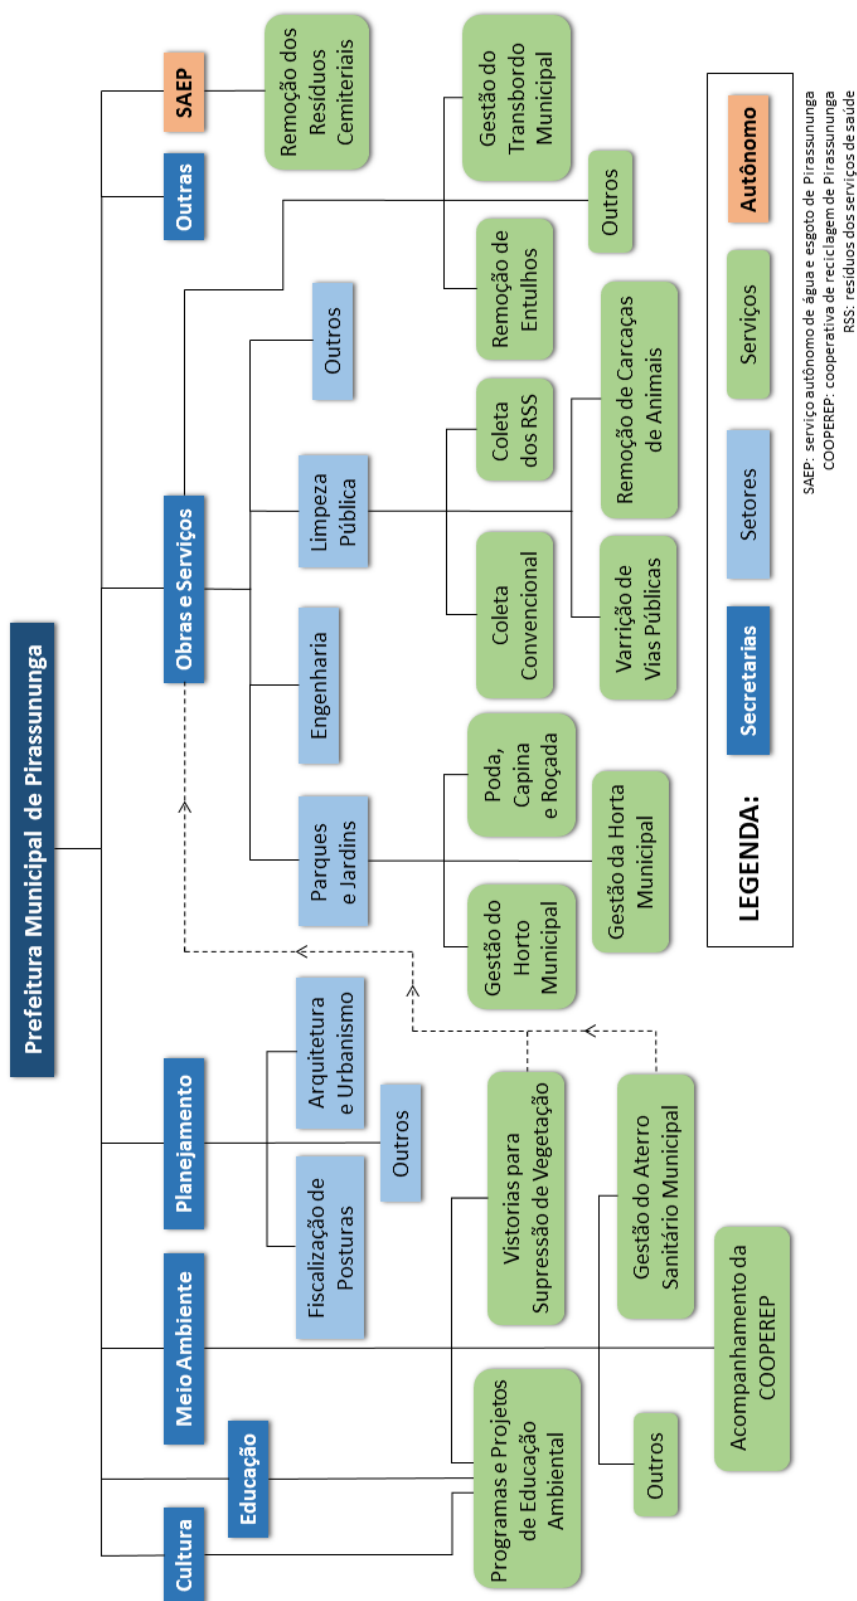 Prefeitura Municipal de Pirassununga
Cultura
Educação
Meio Ambiente
Planejamento
Obras e Serviços
Outras
SAEP
Fiscalização de
Posturas
Arquitetura
e Urbanismo
Outros
Parques
e Jardins
Engenharia
Limpeza
Pública
Outros
Remoção dos
Resíduos
Cemiteriais
Programas e Projetos
de Educação
Ambiental
Vistorias para
Supressão de Vegetação
Outros
Gestão do Aterro
Sanitário Municipal
Acompanhamento da
COOPEREP
Gestão do
Horto
Municipal
Poda,
Capina
e Roçada
Gestão da Horta
Municipal
Coleta
Convencional
Coleta
dos RSS
Varrição de
Vias Públicas
Remoção de Carcaças
de Animais
Remoção de
Entulhos
Gestão do
Transbordo
Municipal
Outros
LEGENDA:
Secretarias
Setores
Serviços
Autônomo
SAEP: serviço autônomo de água e esgoto de Pirassununga
COOPEREP: cooperativa de reciclagem de Pirassununga
RSS: resíduos dos serviços de saúde